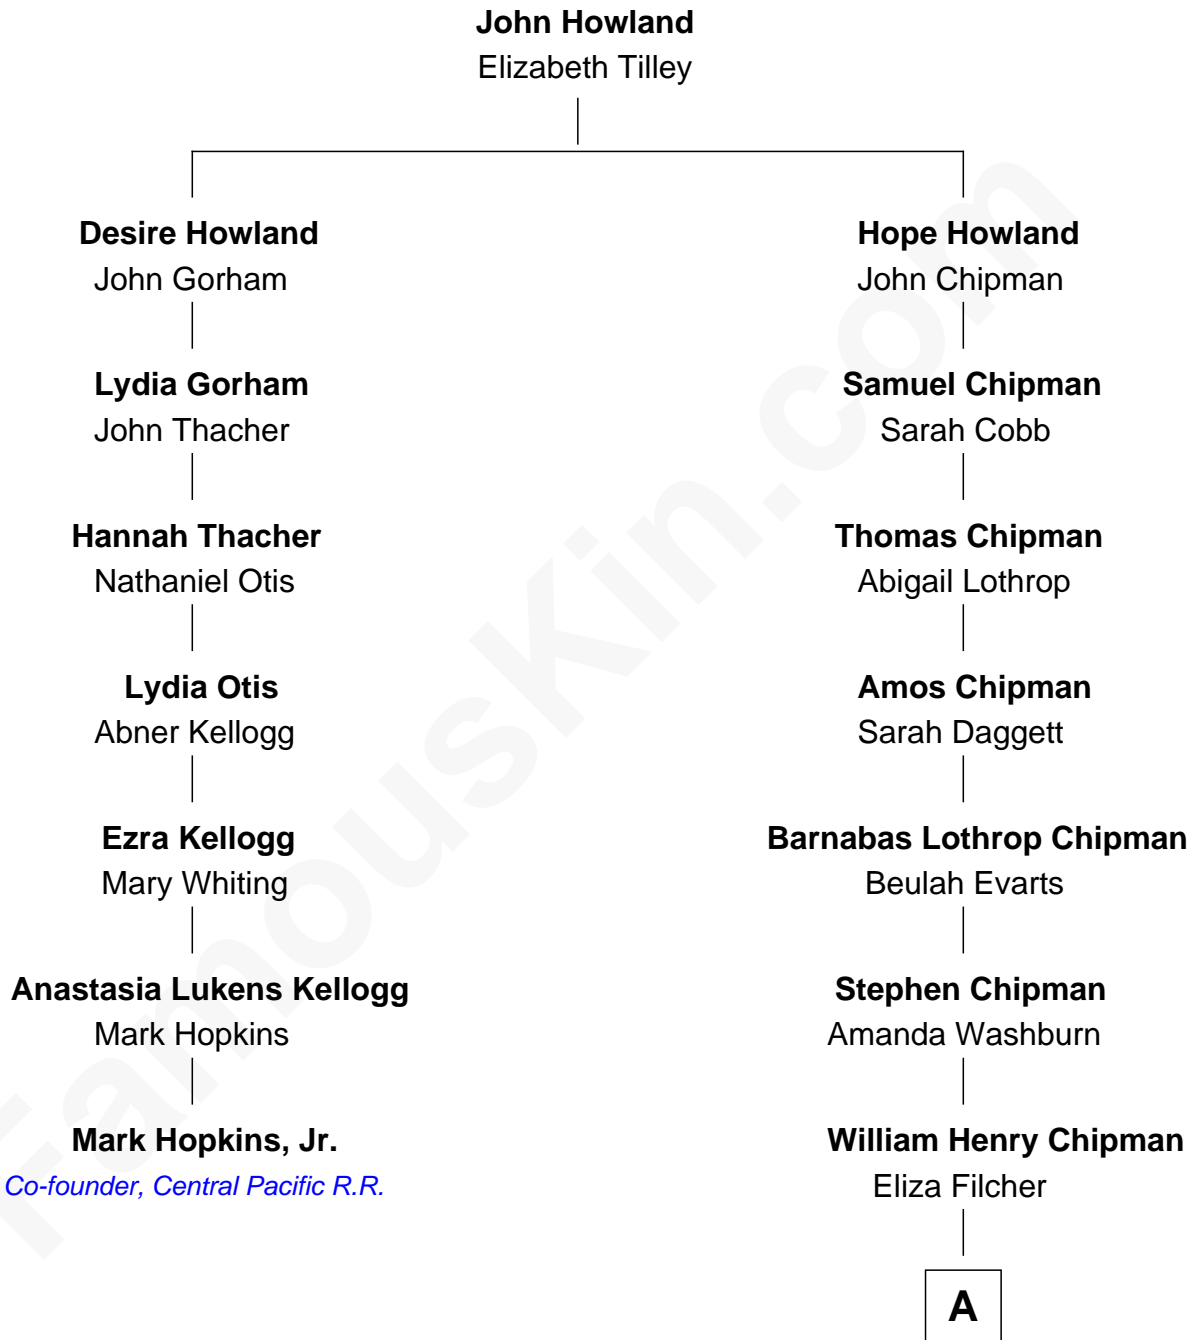 John Howland
Elizabeth Tilley
Desire Howland
John Gorham
Hope Howland
John Chipman
Lydia Gorham
John Thacher
Samuel Chipman
Sarah Cobb
Hannah Thacher
Nathaniel Otis
Thomas Chipman
Abigail Lothrop
Lydia Otis
Abner Kellogg
Amos Chipman
Sarah Daggett
Ezra Kellogg
Mary Whiting
Barnabas Lothrop Chipman
Beulah Evarts
Anastasia Lukens Kellogg
Mark Hopkins
Stephen Chipman
Amanda Washburn
Mark Hopkins, Jr.
Co-founder, Central Pacific R.R.
William Henry Chipman
Eliza Filcher
A
FamousKin.com